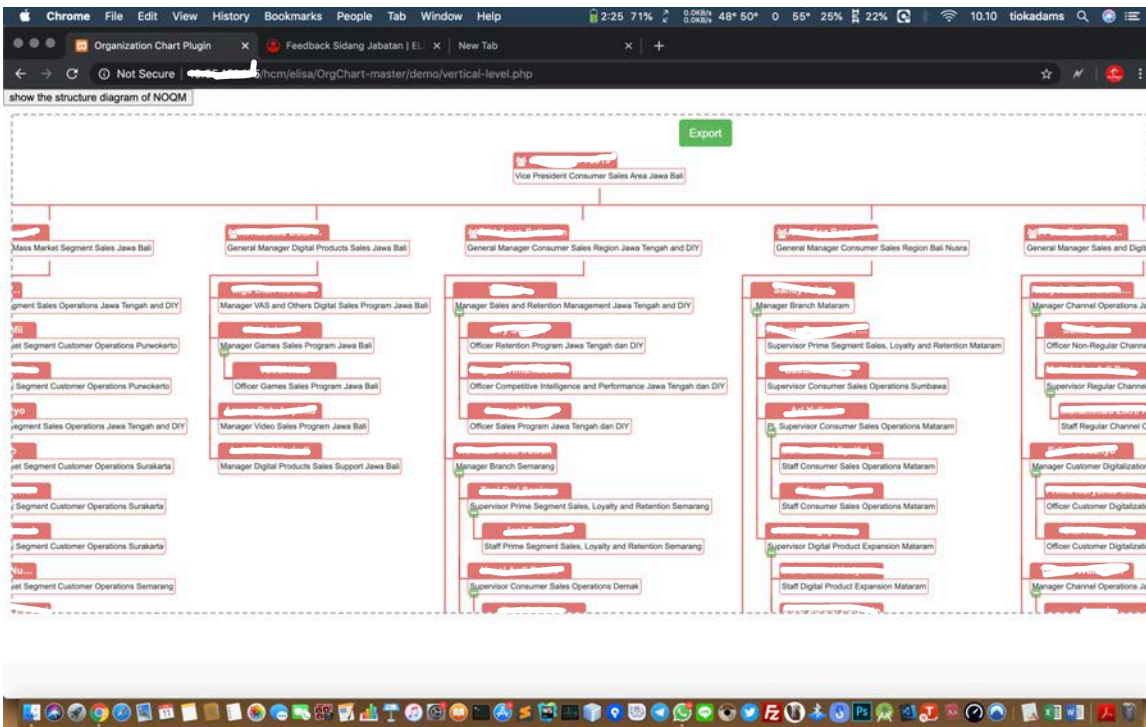 Chrome File Edit View History Bookmarks People Tab Window Help 2:25 71% 0.0KB/s 0.0KB/s 48° 50° 0 55° 25% 22% 10.10 tiokadams
Organization Chart Plugin Feedback Sidang Jabatan | EL New Tab
Not Secure /hcm/elisa/OrgChart-master/demo/vertical-level.php
show the structure diagram of NOQM
Export
Vice President Consumer Sales Area Jawa Bali
Mass Market Segment Sales Jawa Bali
General Manager Digital Products Sales Jawa Bali
General Manager Consumer Sales Region Jawa Tengah and DIY
General Manager Consumer Sales Region Bali Nusra
General Manager Sales and Digit
gment Sales Operations Jawa Tengah and DIY
Manager VAS and Others Digital Sales Program Jawa Bali
Manager Sales and Retention Management Jawa Tengah and DIY
Manager Branch Mataram
Manager Channel Operations Ja
et Segment Customer Operations Purwokerto
Manager Games Sales Program Jawa Bali
Officer Retention Program Jawa Tengah dan DIY
Supervisor Prime Segment Sales, Loyalty and Retention Mataram
Officer Non-Regular Channe
Segment Customer Operations Purwokerto
Officer Games Sales Program Jawa Bali
Officer Competitive Intelligence and Performance Jawa Tengah dan DIY
Supervisor Consumer Sales Operations Sumbawa
Supervisor Regular Channel
yo
egment Sales Operations Jawa Tengah and DIY
Manager Video Sales Program Jawa Bali
Officer Sales Program Jawa Tengah dan DIY
Supervisor Consumer Sales Operations Mataram
Staff Regular Channel C
et Segment Customer Operations Surakarta
Manager Digital Products Sales Support Jawa Bali
Manager Branch Semarang
Staff Consumer Sales Operations Mataram
Manager Customer Digitalization
Segment Customer Operations Surakarta
Supervisor Prime Segment Sales, Loyalty and Retention Semarang
Staff Consumer Sales Operations Mataram
Officer Customer Digitalizati
Segment Customer Operations Surakarta
Staff Prime Segment Sales, Loyalty and Retention Semarang
Supervisor Digital Product Expansion Mataram
Officer Customer Digitalizati
Nu...
et Segment Customer Operations Semarang
Supervisor Consumer Sales Operations Demak
Staff Digital Product Expansion Mataram
Manager Channel Operations Ja